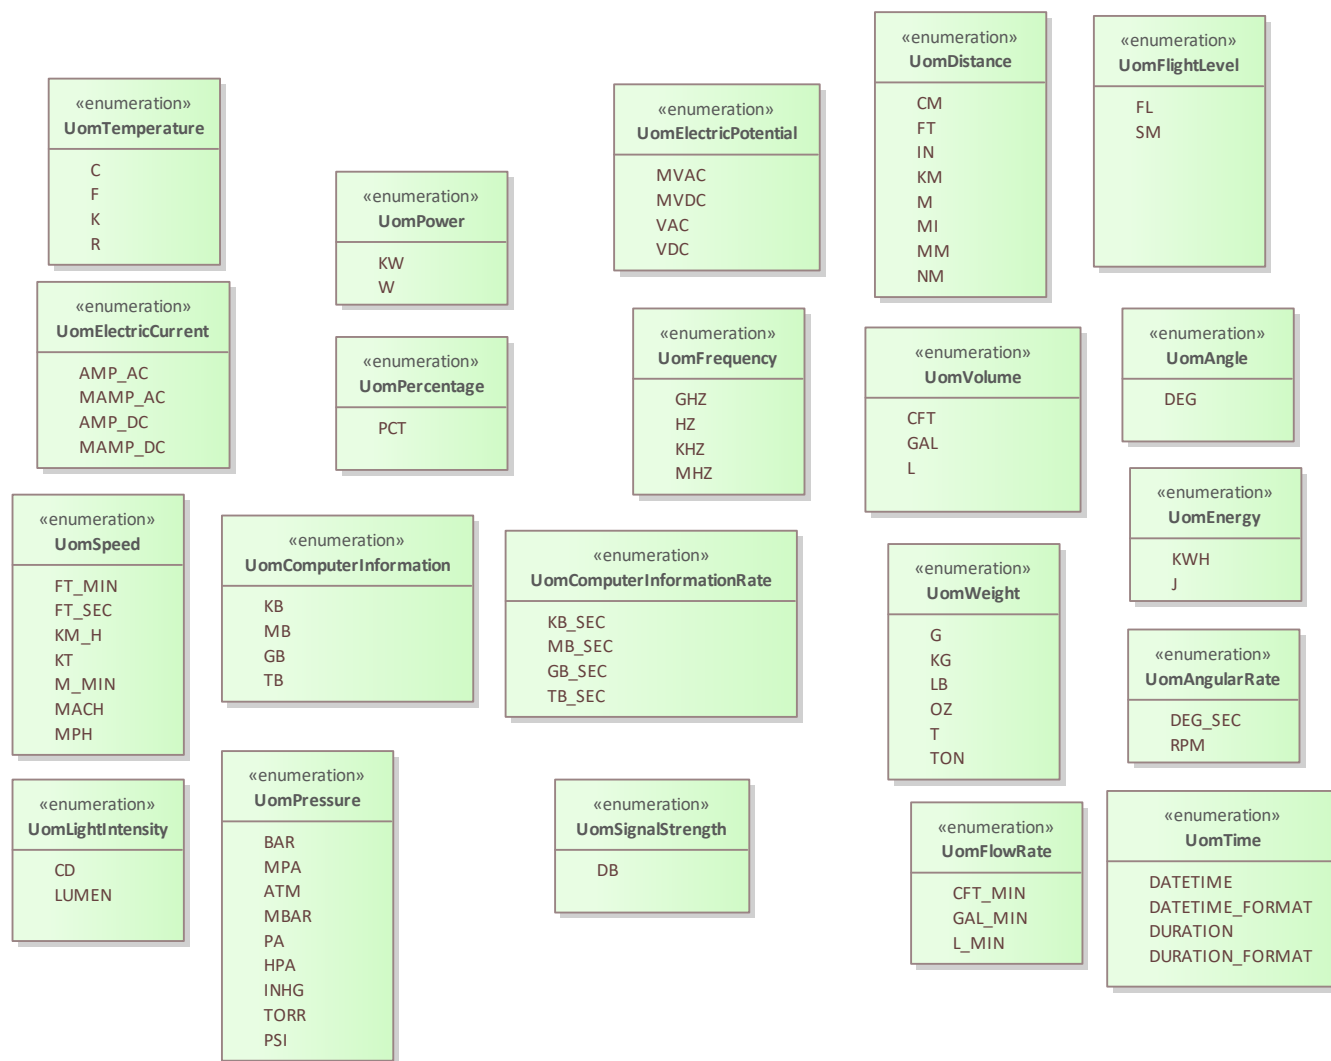 «enumeration»
UomTemperature
C
F
K
R
«enumeration»
UomPower
KW
W
«enumeration»
UomElectricPotential
MVAC
MVDC
VAC
VDC
«enumeration»
UomDistance
CM
FT
IN
KM
M
MI
MM
NM
«enumeration»
UomFlightLevel
FL
SM
«enumeration»
UomElectricCurrent
AMP_AC
MAMP_AC
AMP_DC
MAMP_DC
«enumeration»
UomPercentage
PCT
«enumeration»
UomFrequency
GHZ
HZ
KHZ
MHZ
«enumeration»
UomVolume
CFT
GAL
L
«enumeration»
UomAngle
DEG
«enumeration»
UomEnergy
KWH
J
«enumeration»
UomSpeed
FT_MIN
FT_SEC
KM_H
KT
M_MIN
MACH
MPH
«enumeration»
UomComputerInformation
KB
MB
GB
TB
«enumeration»
UomComputerInformationRate
KB_SEC
MB_SEC
GB_SEC
TB_SEC
«enumeration»
UomWeight
G
KG
LB
OZ
T
TON
«enumeration»
UomAngularRate
DEG_SEC
RPM
«enumeration»
UomLightIntensity
CD
LUMEN
«enumeration»
UomPressure
BAR
MPA
ATM
MBAR
PA
HPA
INHG
TORR
PSI
«enumeration»
UomSignalStrength
DB
«enumeration»
UomFlowRate
CFT_MIN
GAL_MIN
L_MIN
«enumeration»
UomTime
DATETIME
DATETIME_FORMAT
DURATION
DURATION_FORMAT